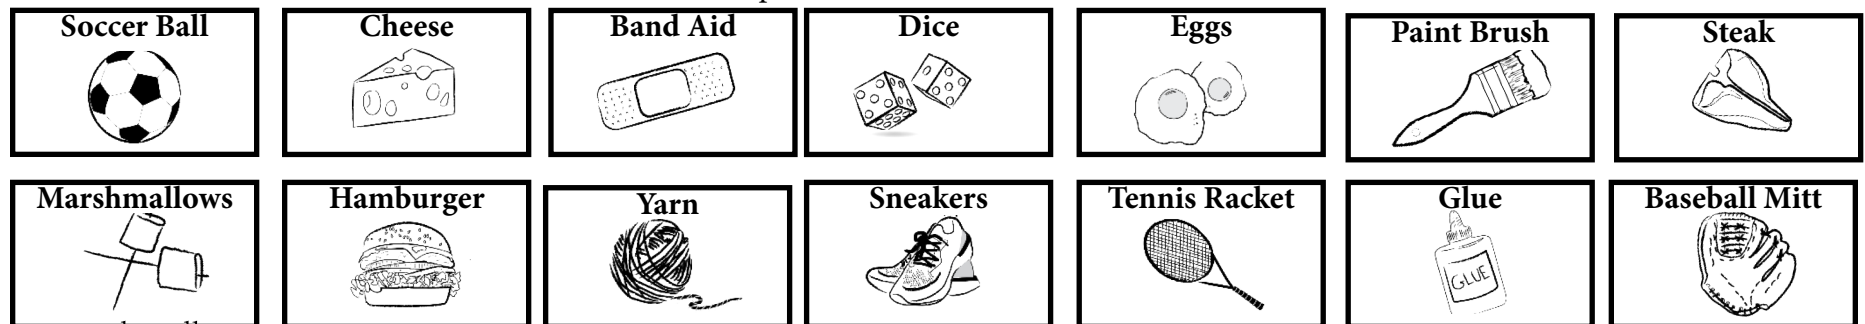 Soccer Ball
Cheese
Band Aid
Dice
Eggs
Paint Brush
Steak
Marshmallows
Hamburger
Yarn
Sneakers
Tennis Racket
Glue
GLUE
Baseball Mitt